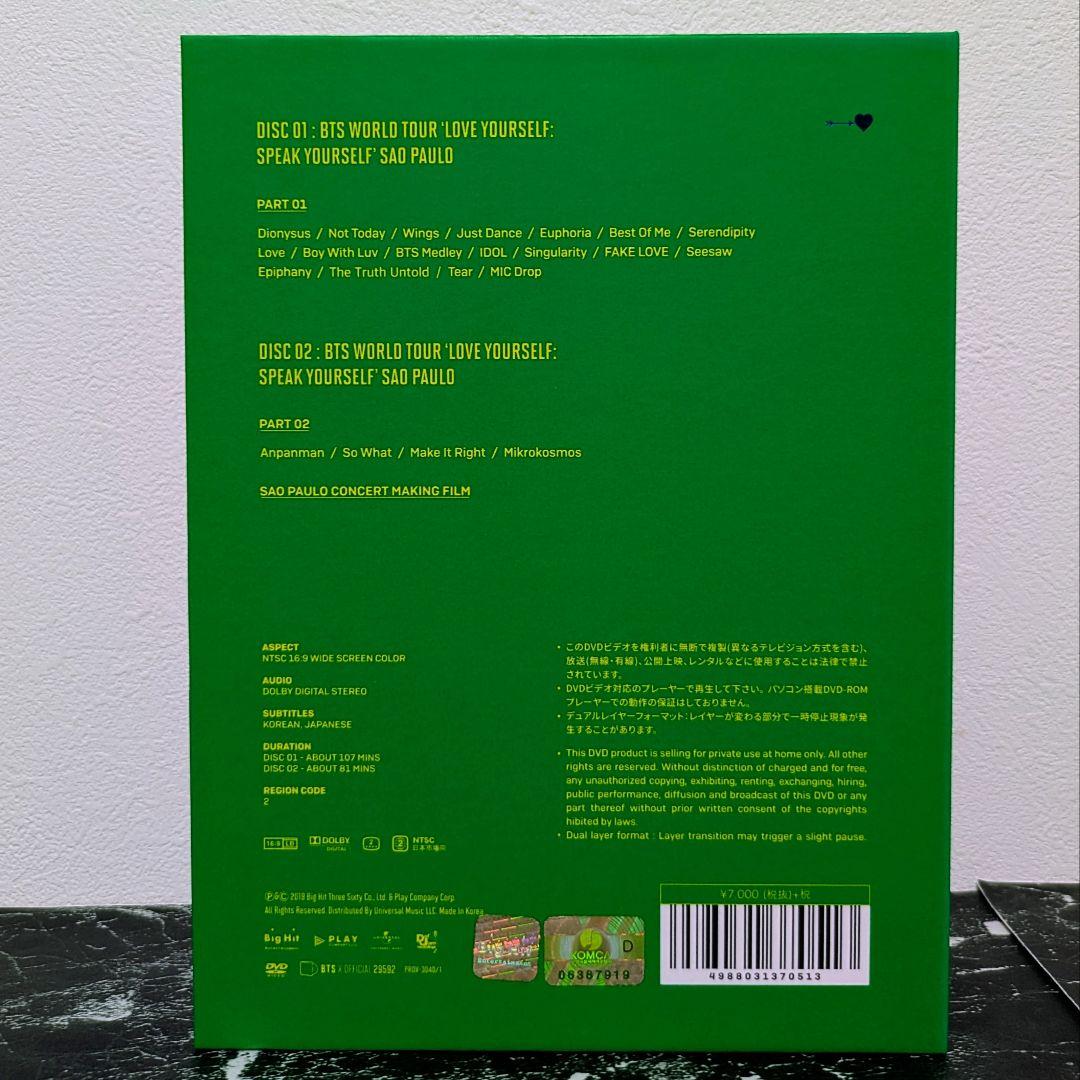 DISC 01 : BTS WORLD TOUR ‘LOVE YOURSELF:
SPEAK YOURSELF’ SAO PAULO
PART 01
Dionysus / Not Today / Wings / Just Dance / Euphoria / Best Of Me / Serendipity
Love / Boy With Luv / BTS Medley / IDOL / Singularity / FAKE LOVE / Seesaw
Epiphany / The Truth Untold / Tear / MIC Drop
DISC 02 : BTS WORLD TOUR ‘LOVE YOURSELF:
SPEAK YOURSELF’ SAO PAULO
PART 02
Anpanman / So What / Make It Right / Mikrokosmos
SAO PAULO CONCERT MAKING FILM
ASPECT
NTSC 16:9 WIDE SCREEN COLOR
AUDIO
DOLBY DIGITAL STEREO
SUBTITLES
KOREAN, JAPANESE
DURATION
DISC 01 - ABOUT 107 MINS
DISC 02 - ABOUT 81 MINS
REGION CODE
2
16:9 LB
DOLBY
DIGITAL
2
2
NTSC
日本市場向
• このDVDビデオを権利者に無断で複製(異なるテレビジョン方式を含む)、
放送(無線・有線)、公開上映、レンタルなどに使用することは法律で禁止
されています。
• DVDビデオ対応のプレーヤーで再生して下さい。パソコン搭載DVD-ROM
プレーヤーでの動作の保証はしておりません。
• デュアルレイヤーフォーマット:レイヤーが変わる部分で一時停止現象が発
生することがあります。
• This DVD product is selling for private use at home only. All other
rights are reserved. Without distinction of charged and for free,
any unauthorized copying, exhibiting, renting, exchanging, hiring,
public performance, diffusion and broadcast of this DVD or any
part thereof without prior written consent of the copyrights
hibited by laws.
• Dual layer format : Layer transition may trigger a slight pause.
℗&© 2019 Big Hit Three Sixty Co., Ltd. & Play Company Corp.
All Rights Reserved. Distributed By Universal Music LLC. Made In Korea
BigHit
PLAY
Def Jam
DVD
VIDEO
BTS X OFFICIAL 29592 PROV-3040/1
Entertainment
KOMCA
D
06387919
¥7,000 (税抜)+税
4988031370513